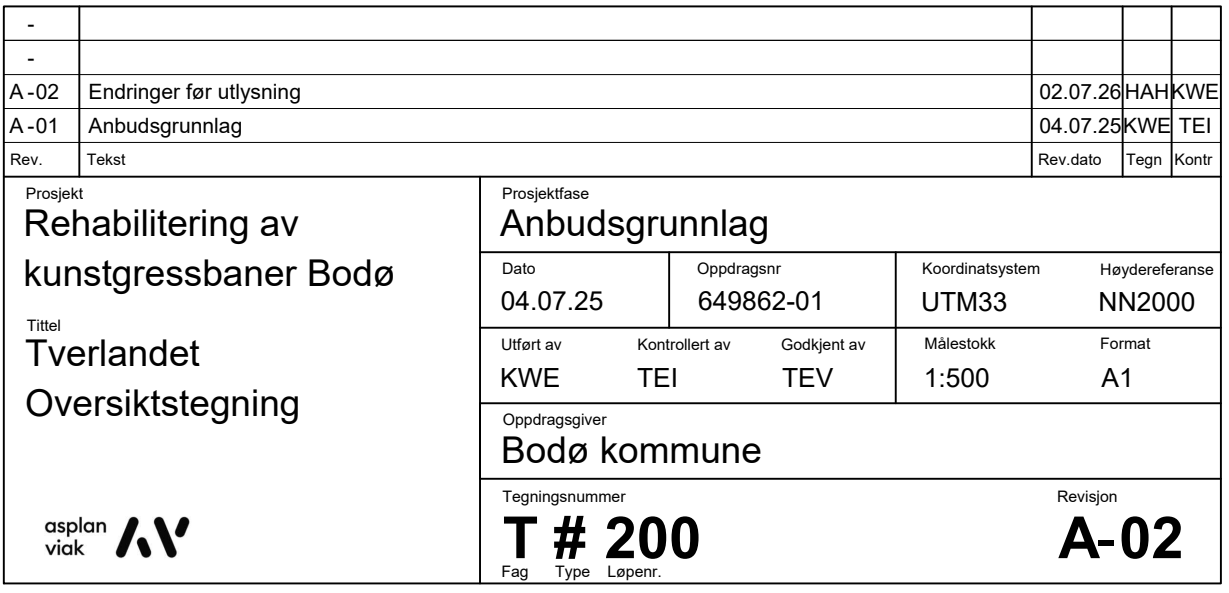 -
-
A-02 Endringer før utlysning 02.07.26 HAH KWE
A-01 Anbudsgrunnlag 04.07.25 KWE TEI
Rev. Tekst Rev.dato Tegn Kontr
Prosjekt
Rehabilitering av
kunstgressbaner Bodø
Tittel
Tverlandet
Oversiktstegning
asplan
viak
Prosjektfase
Anbudsgrunnlag
Dato Oppdragsnr Koordinatsystem Høydereferanse
04.07.25 649862-01 UTM33 NN2000
Utført av Kontrollert av Godkjent av Målestokk Format
KWE TEI TEV 1:500 A1
Oppdragsgiver
Bodø kommune
Tegningsnummer Revisjon
T # 200 A-02
Fag Type Løpenr.